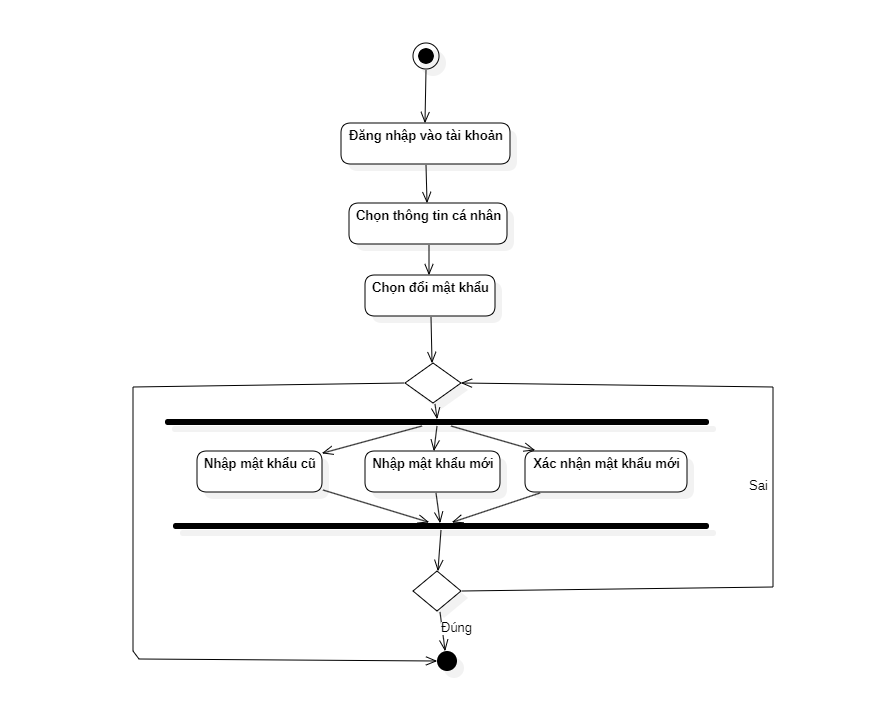 Đăng nhập vào tài khoản
Chọn thông tin cá nhân
Chọn đổi mật khẩu
Nhập mật khẩu cũ
Nhập mật khẩu mới
Xác nhận mật khẩu mới
Sai
Đúng